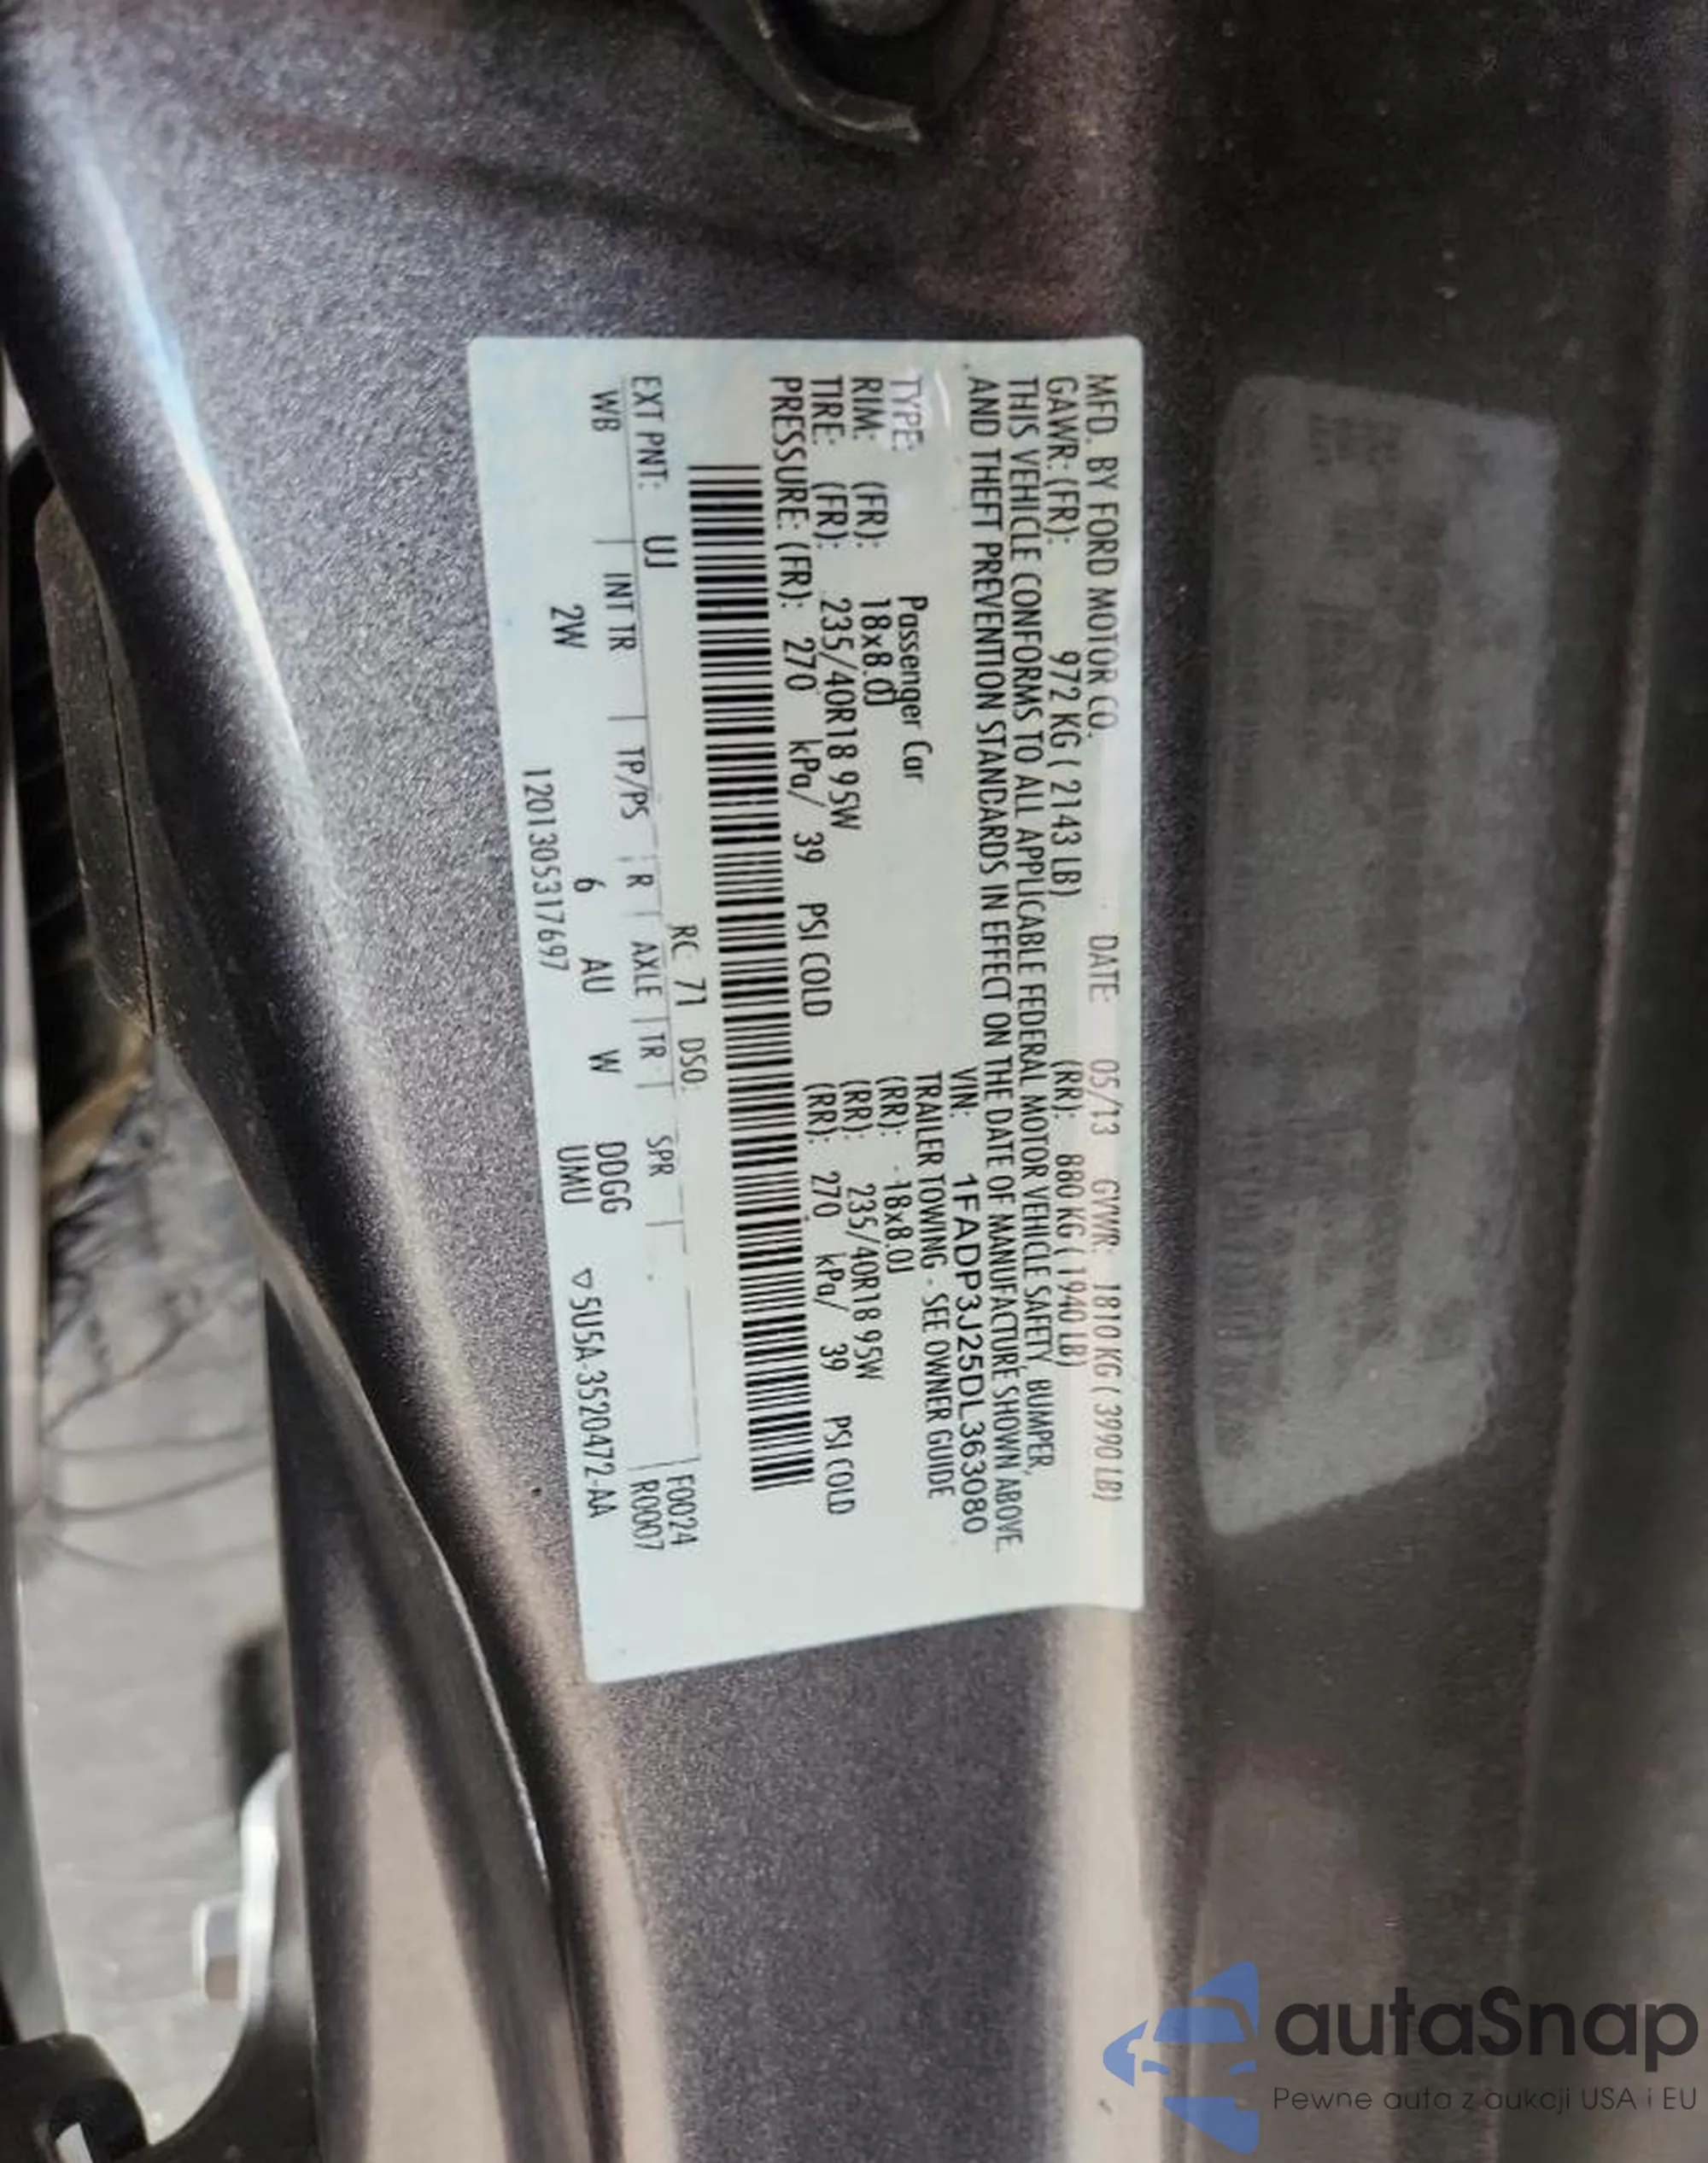 MFD. BY FORD MOTOR CO. DATE: 05/13 GVWR: 1810 KG ( 3990 LB)
GAWR: (FR): 972 KG ( 2143 LB) (RR): 880 KG ( 1940 LB)
THIS VEHICLE CONFORMS TO ALL APPLICABLE FEDERAL MOTOR VEHICLE SAFETY, BUMPER,
AND THEFT PREVENTION STANDARDS IN EFFECT ON THE DATE OF MANUFACTURE SHOWN ABOVE.
VIN: 1FADP3J25DL363080
TYPE: Passenger Car TRAILER TOWING - SEE OWNER GUIDE
RIM: (FR): 18x8.0J (RR): 18x8.0J
TIRE: (FR): 235/40R18 95W (RR): 235/40R18 95W
PRESSURE: (FR): 270 kPa/ 39 PSI COLD (RR): 270 kPa/ 39 PSI COLD
EXT PNT: UJ RC 71 DSO: F0024
WB | INT TR | TP/PS | R | AXLE | TR | SPR | R0007
2W 6 AU W DDGG
1201305317697 UMU ▽5U5A-3520472-AA
autaSnap
Pewne auta z aukcji USA i EU